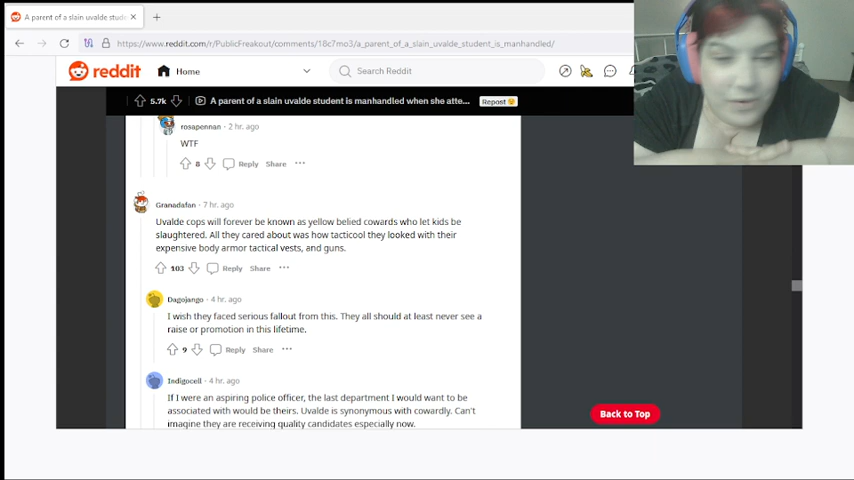 A parent of a slain uvalde stude
https://www.reddit.com/r/PublicFreakout/comments/18c7mo3/a_parent_of_a_slain_uvalde_student_is_manhandled/
reddit Home Search Reddit
5.7k A parent of a slain uvalde student is manhandled when she atte... Repost
rosapennan · 2 hr. ago
WTF
8 Reply Share ···
Granadafan · 7 hr. ago
Uvalde cops will forever be known as yellow belied cowards who let kids be
slaughtered. All they cared about was how tacticool they looked with their
expensive body armor tactical vests, and guns.
103 Reply Share ···
Dagojango · 4 hr. ago
I wish they faced serious fallout from this. They all should at least never see a
raise or promotion in this lifetime.
9 Reply Share ···
Indigocell · 4 hr. ago
If I were an aspiring police officer, the last department I would want to be
associated with would be theirs. Uvalde is synonymous with cowardly. Can't
imagine they are receiving quality candidates especially now.
Back to Top